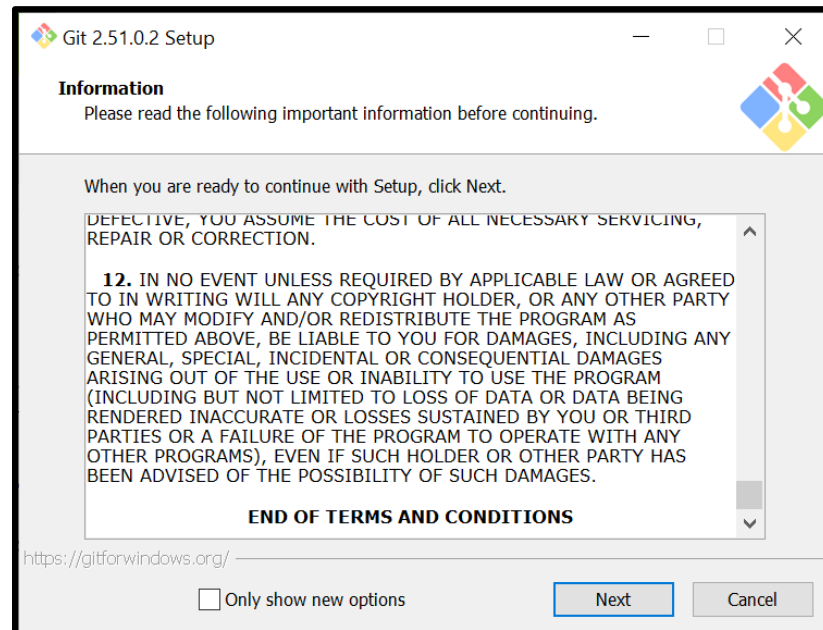 Git 2.51.0.2 Setup
Information
Please read the following important information before continuing.
When you are ready to continue with Setup, click Next.
DEFECTIVE, YOU ASSUME THE COST OF ALL NECESSARY SERVICING,
REPAIR OR CORRECTION.
12. IN NO EVENT UNLESS REQUIRED BY APPLICABLE LAW OR AGREED
TO IN WRITING WILL ANY COPYRIGHT HOLDER, OR ANY OTHER PARTY
WHO MAY MODIFY AND/OR REDISTRIBUTE THE PROGRAM AS
PERMITTED ABOVE, BE LIABLE TO YOU FOR DAMAGES, INCLUDING ANY
GENERAL, SPECIAL, INCIDENTAL OR CONSEQUENTIAL DAMAGES
ARISING OUT OF THE USE OR INABILITY TO USE THE PROGRAM
(INCLUDING BUT NOT LIMITED TO LOSS OF DATA OR DATA BEING
RENDERED INACCURATE OR LOSSES SUSTAINED BY YOU OR THIRD
PARTIES OR A FAILURE OF THE PROGRAM TO OPERATE WITH ANY
OTHER PROGRAMS), EVEN IF SUCH HOLDER OR OTHER PARTY HAS
BEEN ADVISED OF THE POSSIBILITY OF SUCH DAMAGES.
END OF TERMS AND CONDITIONS
https://gitforwindows.org/
Only show new options
Next
Cancel